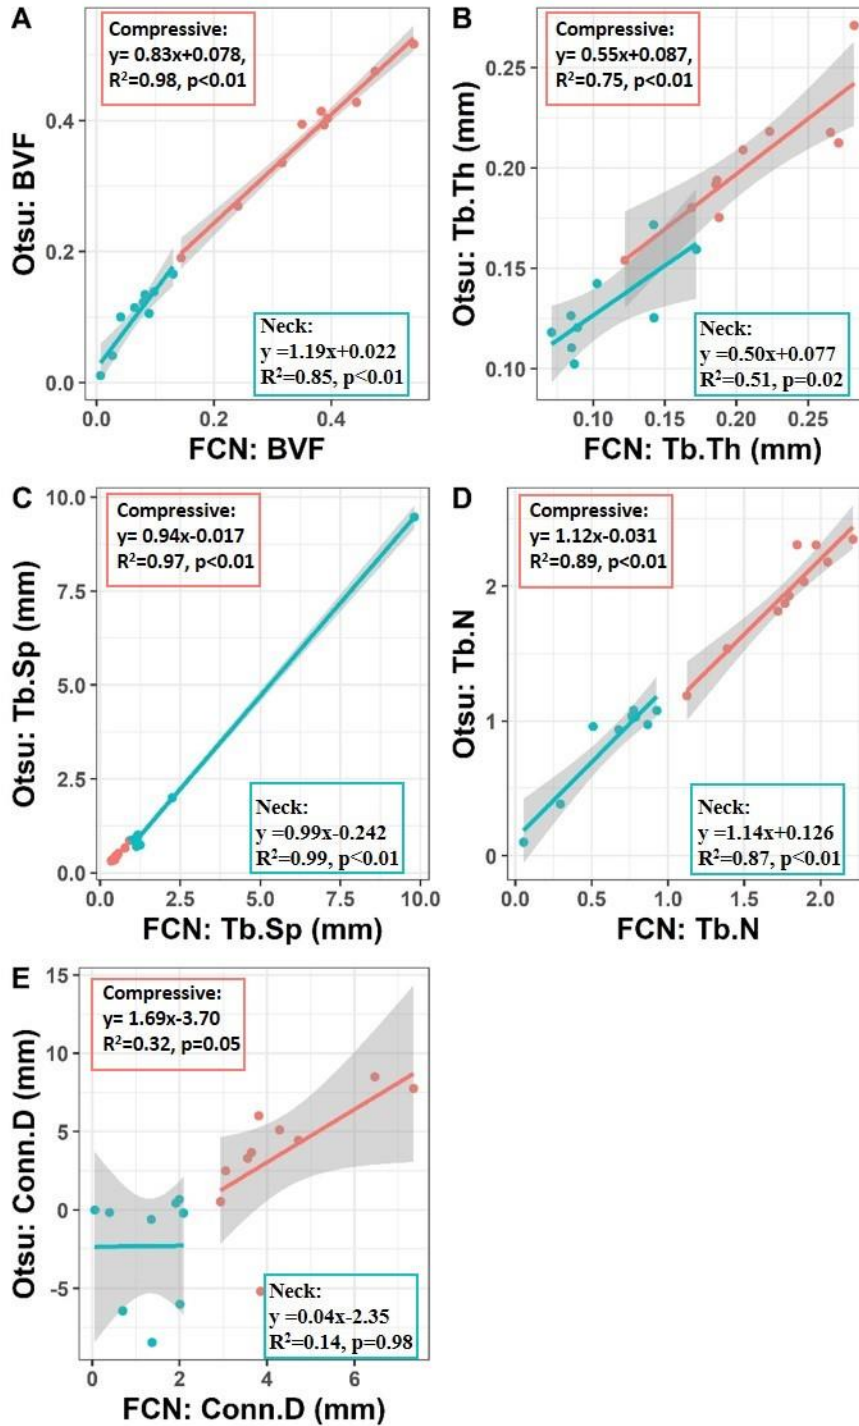 A
Compressive:
y= 0.83x+0.078,
R²=0.98, p<0.01
0.4
0.2
0.0
Otsu: BVF
Neck:
y =1.19x+0.022
R²=0.85, p<0.01
0.0 0.2 0.4
FCN: BVF
B
Compressive:
y= 0.55x+0.087,
R²=0.75, p<0.01
0.25
0.20
0.15
0.10
Otsu: Tb.Th (mm)
Neck:
y =0.50x+0.077
R²=0.51, p=0.02
0.10 0.15 0.20 0.25
FCN: Tb.Th (mm)
C
Compressive:
y= 0.94x-0.017
R²=0.97, p<0.01
10.0
7.5
5.0
2.5
0.0
Otsu: Tb.Sp (mm)
Neck:
y =0.99x-0.242
R²=0.99, p<0.01
0.0 2.5 5.0 7.5 10.0
FCN: Tb.Sp (mm)
D
Compressive:
y= 1.12x-0.031
R²=0.89, p<0.01
2
1
0
Otsu: Tb.N
Neck:
y =1.14x+0.126
R²=0.87, p<0.01
0.0 0.5 1.0 1.5 2.0
FCN: Tb.N
E
Compressive:
y= 1.69x-3.70
R²=0.32, p=0.05
15
10
5
0
-5
Otsu: Conn.D (mm)
Neck:
y =0.04x-2.35
R²=0.14, p=0.98
0 2 4 6
FCN: Conn.D (mm)